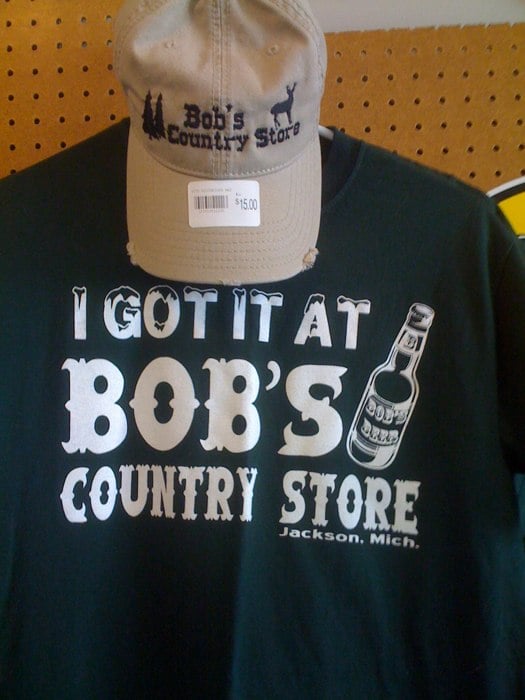 Bob's
Country Store
$15.00
I GOT IT AT
BOB'S
COUNTRY STORE
Jackson. Mich.
BOB'S
BEER